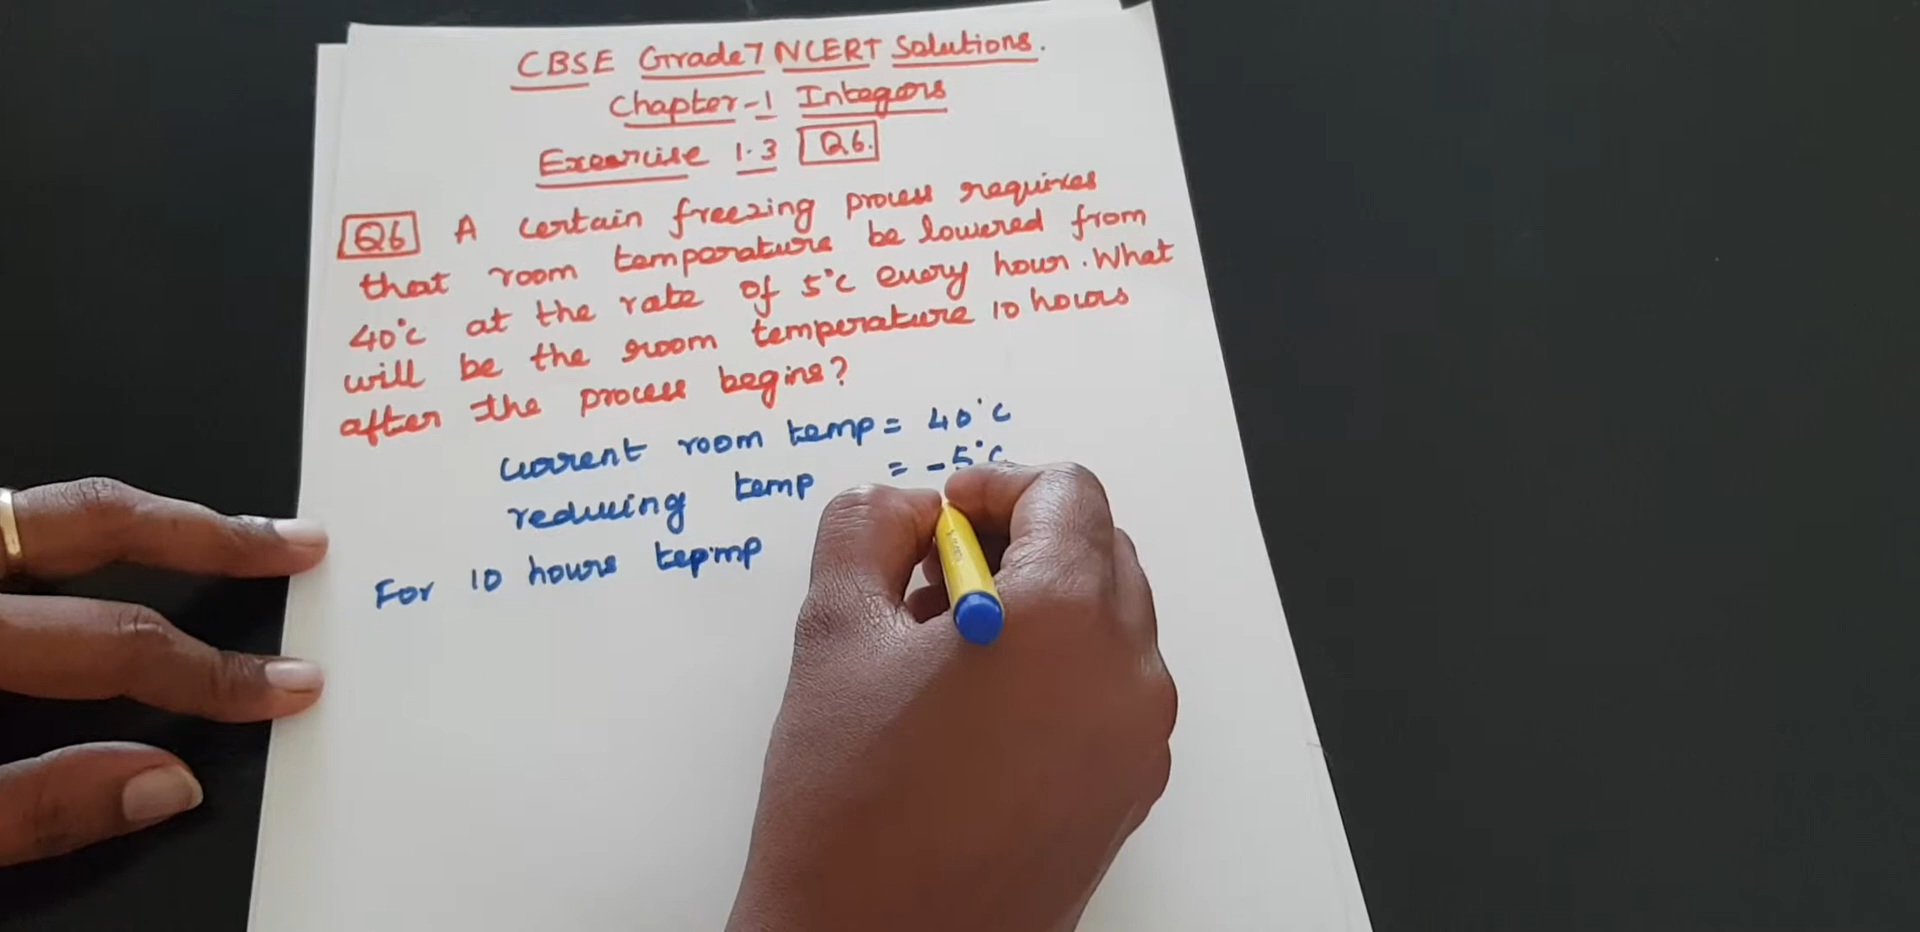 CBSE Grade7 NCERT Solutions.
Chapter-1 Integers
Exercise 1.3 Q6.
Q6 A certain freezing process requires
that room temperature be lowered from
40°C at the rate of 5°C every hour. What
will be the room temperature 10 hours
after the process begins?
current room temp = 40°C
reducing temp = -5°C
For 10 hours tepmp